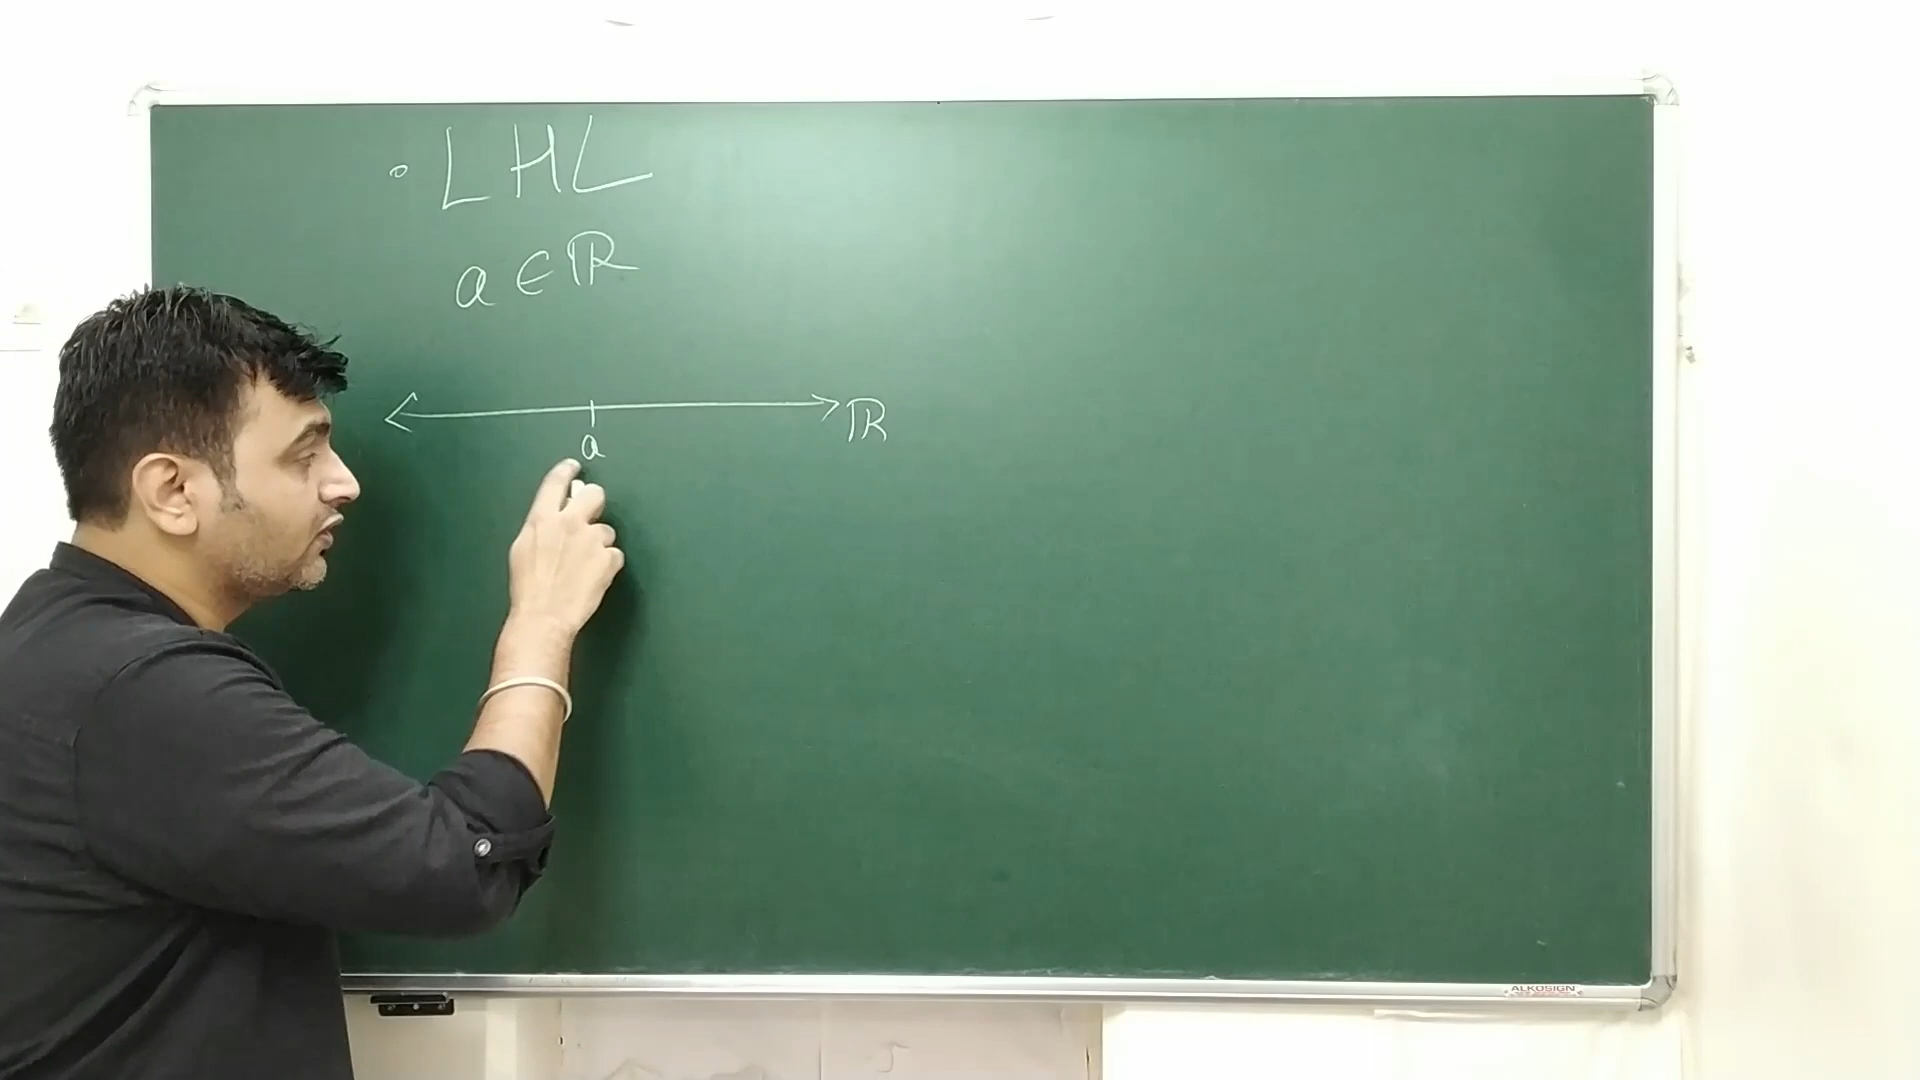 ◦ LHL
a ∈ ℝ
ℝ
a
ALKOSIGN